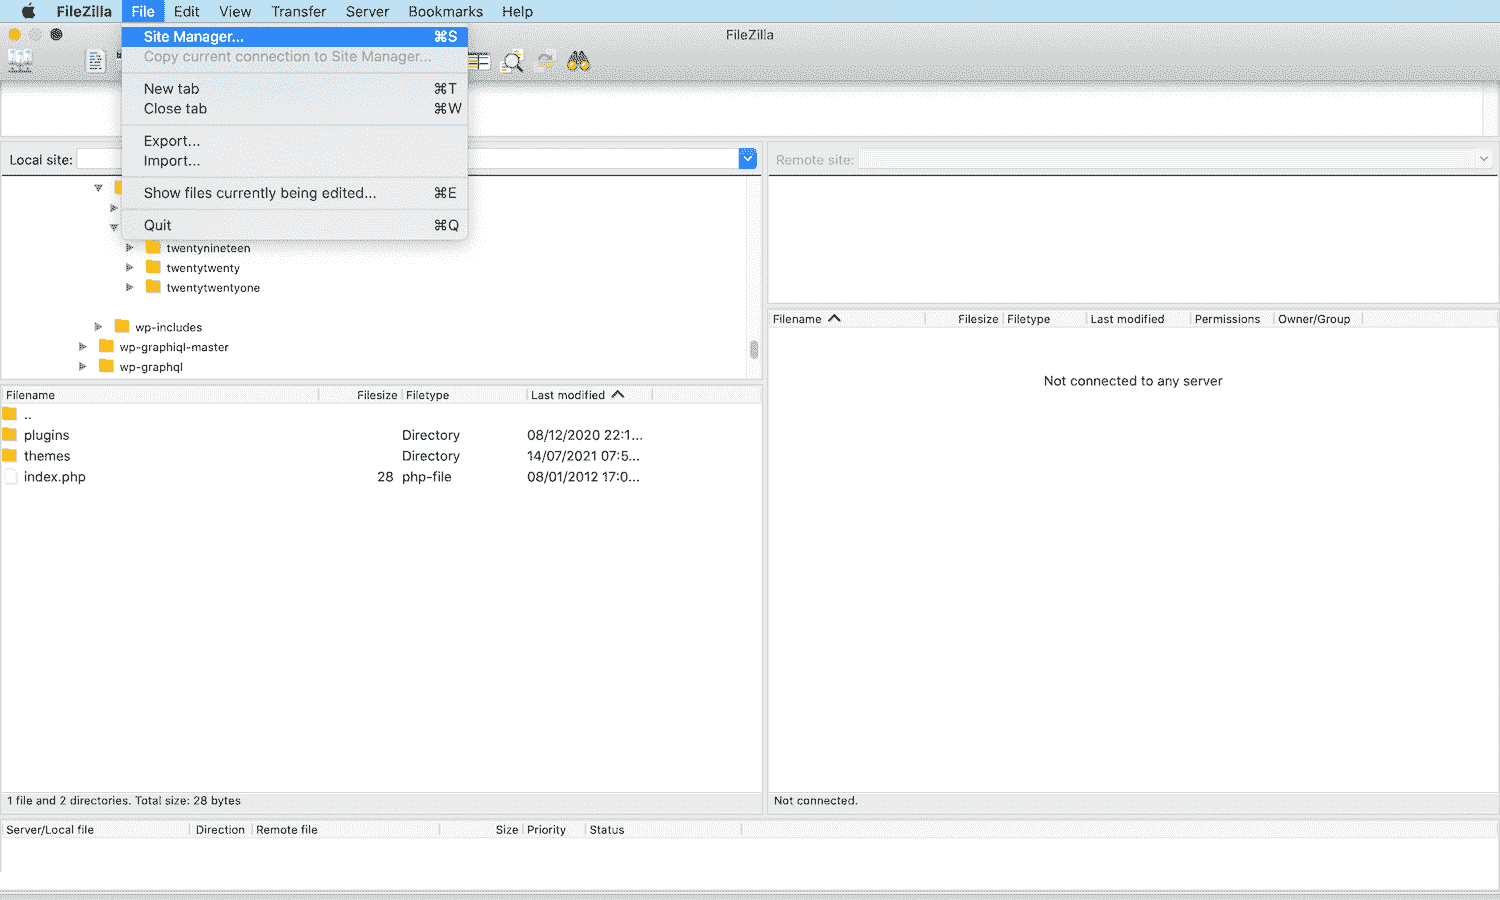 FileZilla File Edit View Transfer Server Bookmarks Help
FileZilla
Site Manager... ⌘S
Copy current connection to Site Manager...
New tab ⌘T
Close tab ⌘W
Export...
Import...
Show files currently being edited... ⌘E
Quit ⌘Q
Local site:
twentynineteen
twentytwenty
twentytwentyone
wp-includes
wp-graphiql-master
wp-graphql
Filename Filesize Filetype Last modified
..
plugins Directory 08/12/2020 22:1...
themes Directory 14/07/2021 07:5...
index.php 28 php-file 08/01/2012 17:0...
1 file and 2 directories. Total size: 28 bytes
Remote site:
Filename Filesize Filetype Last modified Permissions Owner/Group
Not connected to any server
Not connected.
Server/Local file Direction Remote file Size Priority Status